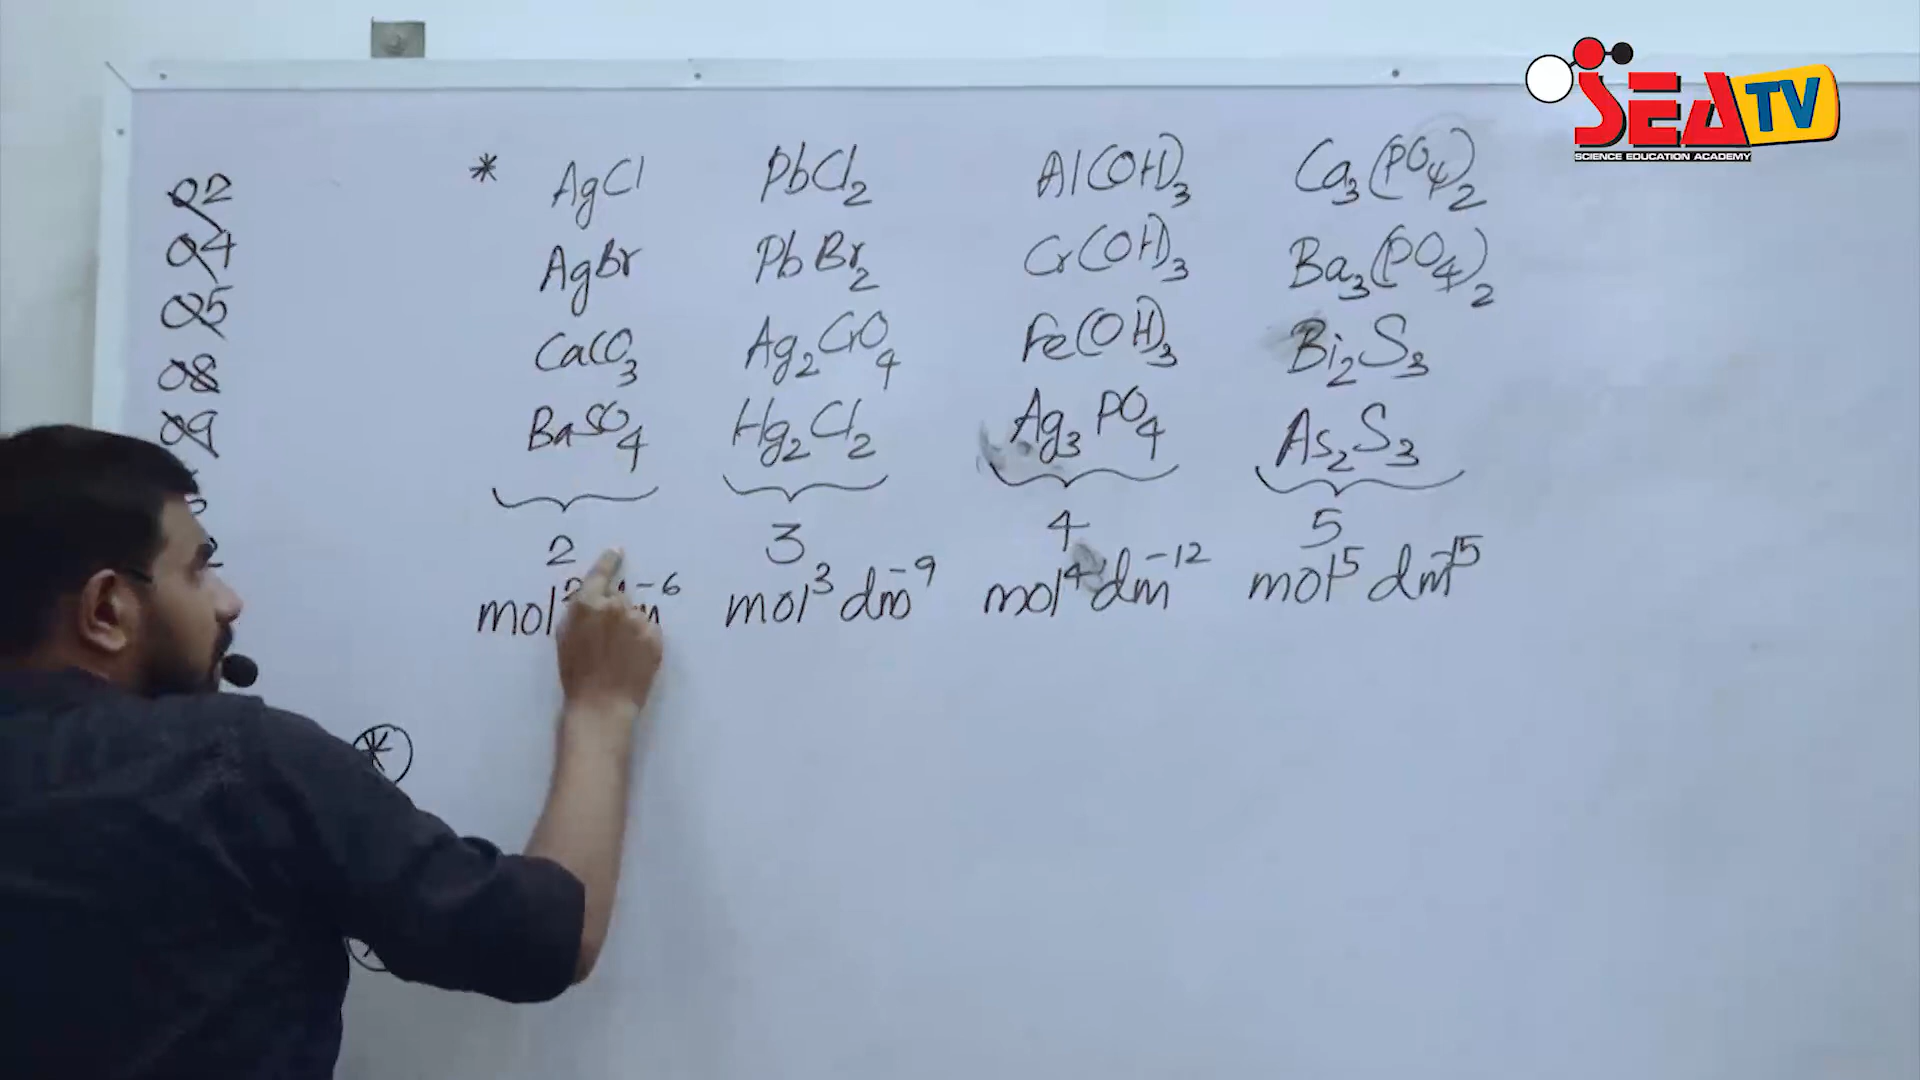 SEA TV
SCIENCE EDUCATION ACADEMY
Q2
Q4
Q5
Q8
Q9
* AgCl PbCl₂ Al(OH)₃ Ca₃(PO₄)₂
AgBr PbBr₂ Cr(OH)₃ Ba₃(PO₄)₂
CaCO₃ Ag₂CrO₄ Fe(OH)₃ Bi₂S₃
BaSO₄ Hg₂Cl₂ Ag₃PO₄ As₂S₃
2 3 4 5
mol² ⁻⁶ mol³ dm⁻⁹ mol⁴ dm⁻¹² mol⁵ dm⁻¹⁵
*